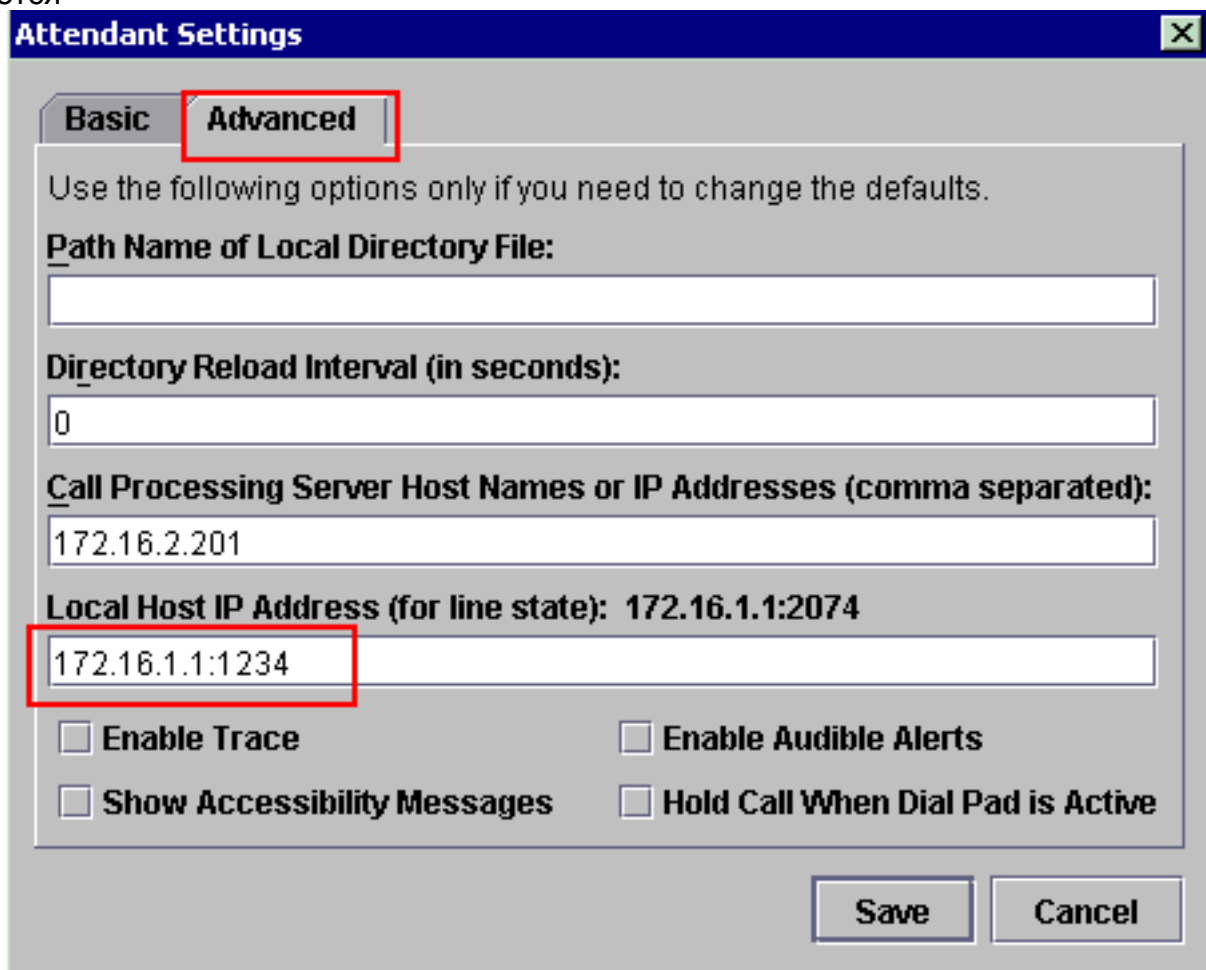 ется
Attendant Settings
Basic Advanced
Use the following options only if you need to change the defaults.
Path Name of Local Directory File:
Directory Reload Interval (in seconds):
0
Call Processing Server Host Names or IP Addresses (comma separated):
172.16.2.201
Local Host IP Address (for line state): 172.16.1.1:2074
172.16.1.1:1234
Enable Trace Enable Audible Alerts
Show Accessibility Messages Hold Call When Dial Pad is Active
Save Cancel